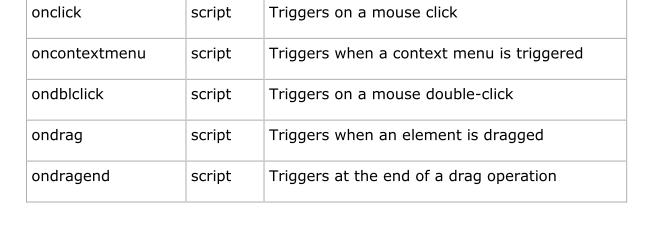 onclick script Triggers on a mouse click
oncontextmenu script Triggers when a context menu is triggered
ondblclick script Triggers on a mouse double-click
ondrag script Triggers when an element is dragged
ondragend script Triggers at the end of a drag operation